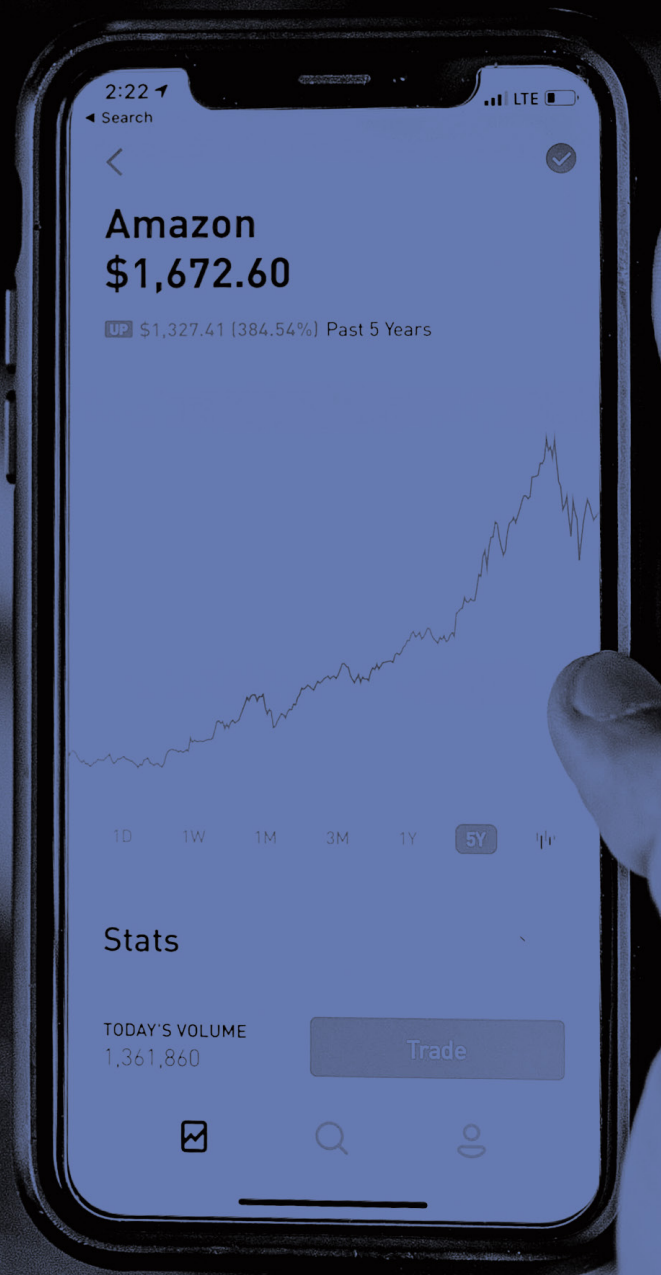 2:22
LTE
Search
Amazon
$1,672.60
UP $1,327.41 (384.54%) Past 5 Years
1D 1W 1M 3M 1Y 5Y
Stats
TODAY'S VOLUME
1,361,860
Trade